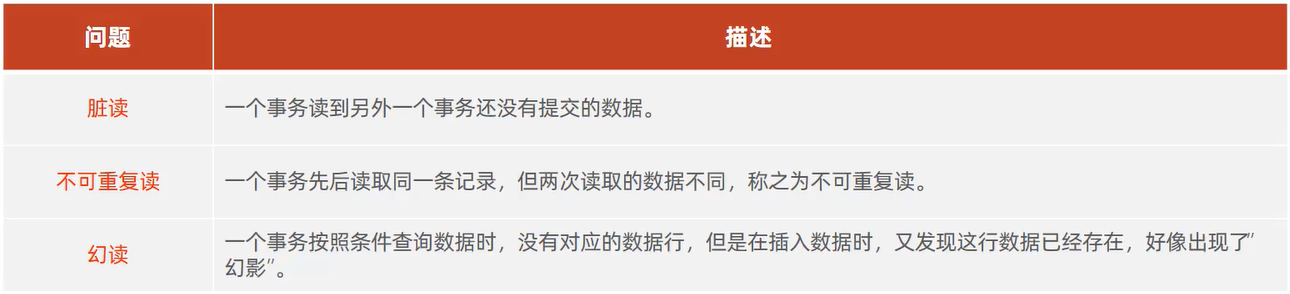 问题 描述
脏读 一个事务读到另外一个事务还没有提交的数据。
不可重复读 一个事务先后读取同一条记录，但两次读取的数据不同，称之为不可重复读。
幻读 一个事务按照条件查询数据时，没有对应的数据行，但是在插入数据时，又发现这行数据已经存在，好像出现了"
幻影"。